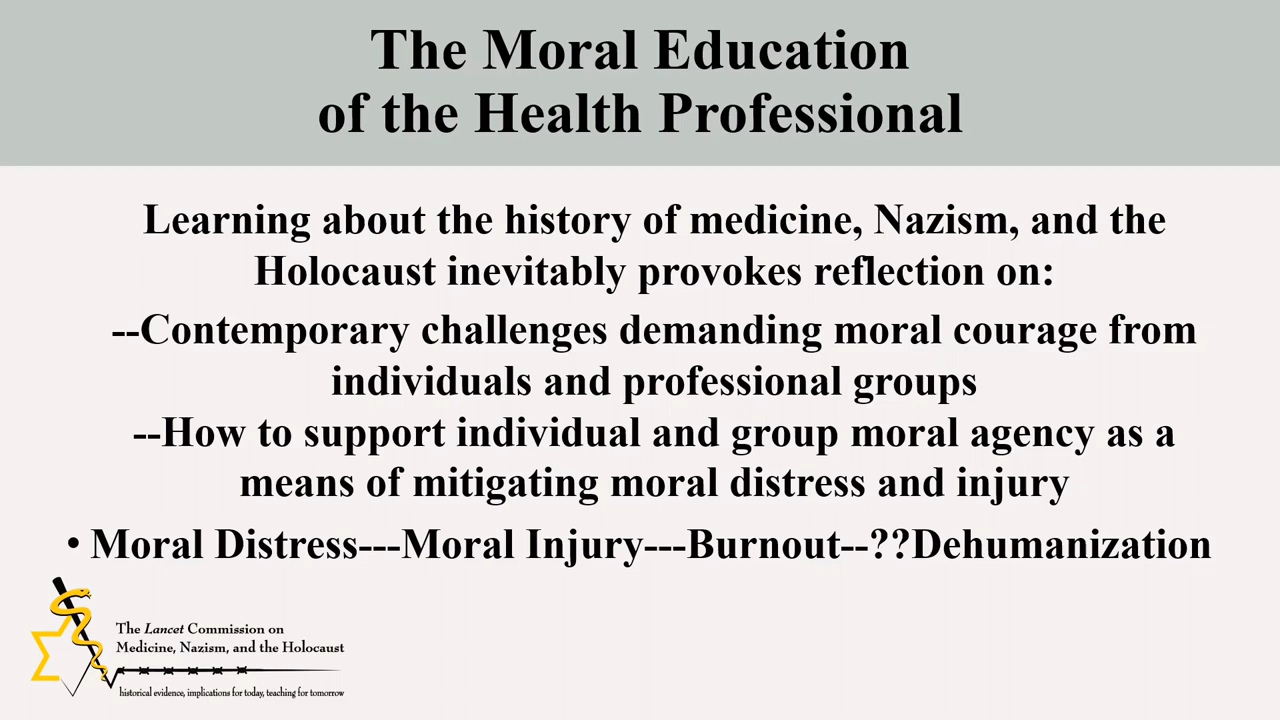 The Moral Education
of the Health Professional
Learning about the history of medicine, Nazism, and the
Holocaust inevitably provokes reflection on:
--Contemporary challenges demanding moral courage from
individuals and professional groups
--How to support individual and group moral agency as a
means of mitigating moral distress and injury
• Moral Distress---Moral Injury---Burnout--??Dehumanization
The Lancet Commission on
Medicine, Nazism, and the Holocaust
historical evidence, implications for today, teaching for tomorrow